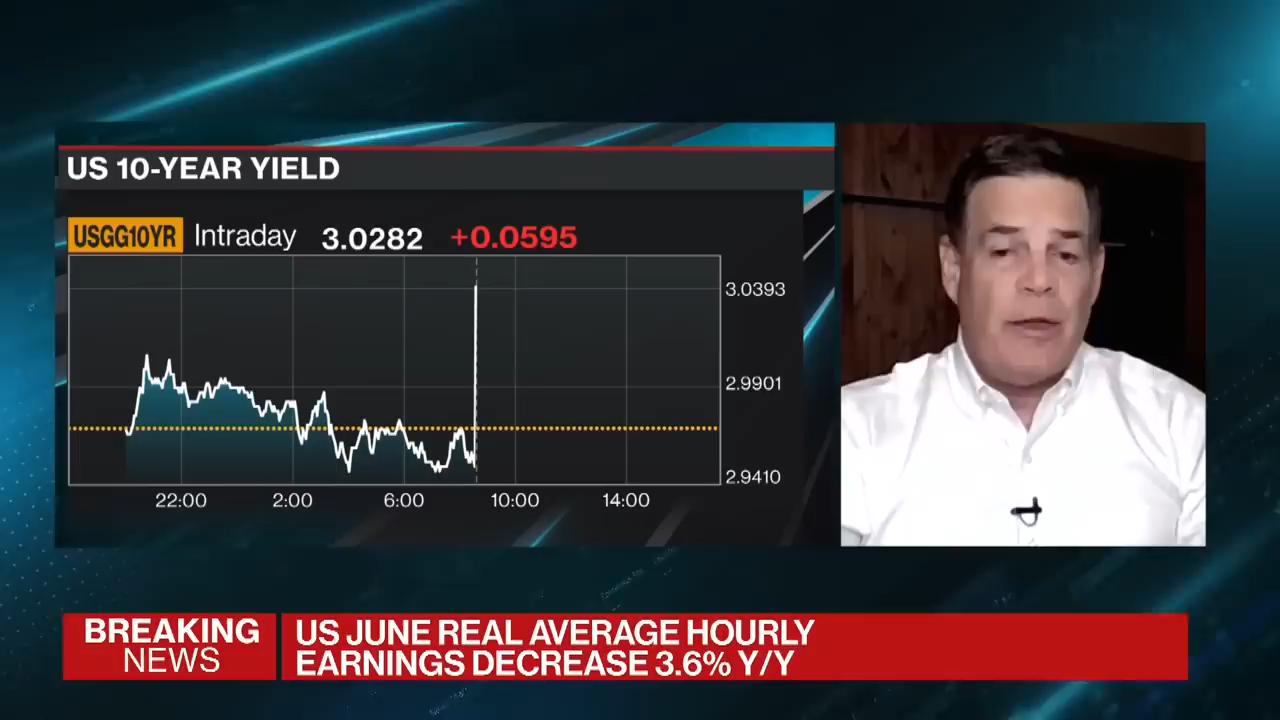 US 10-YEAR YIELD
USGG10YR Intraday 3.0282 +0.0595
3.0393
2.9901
2.9410
22:00 2:00 6:00 10:00 14:00
BREAKING
NEWS
US JUNE REAL AVERAGE HOURLY
EARNINGS DECREASE 3.6% Y/Y